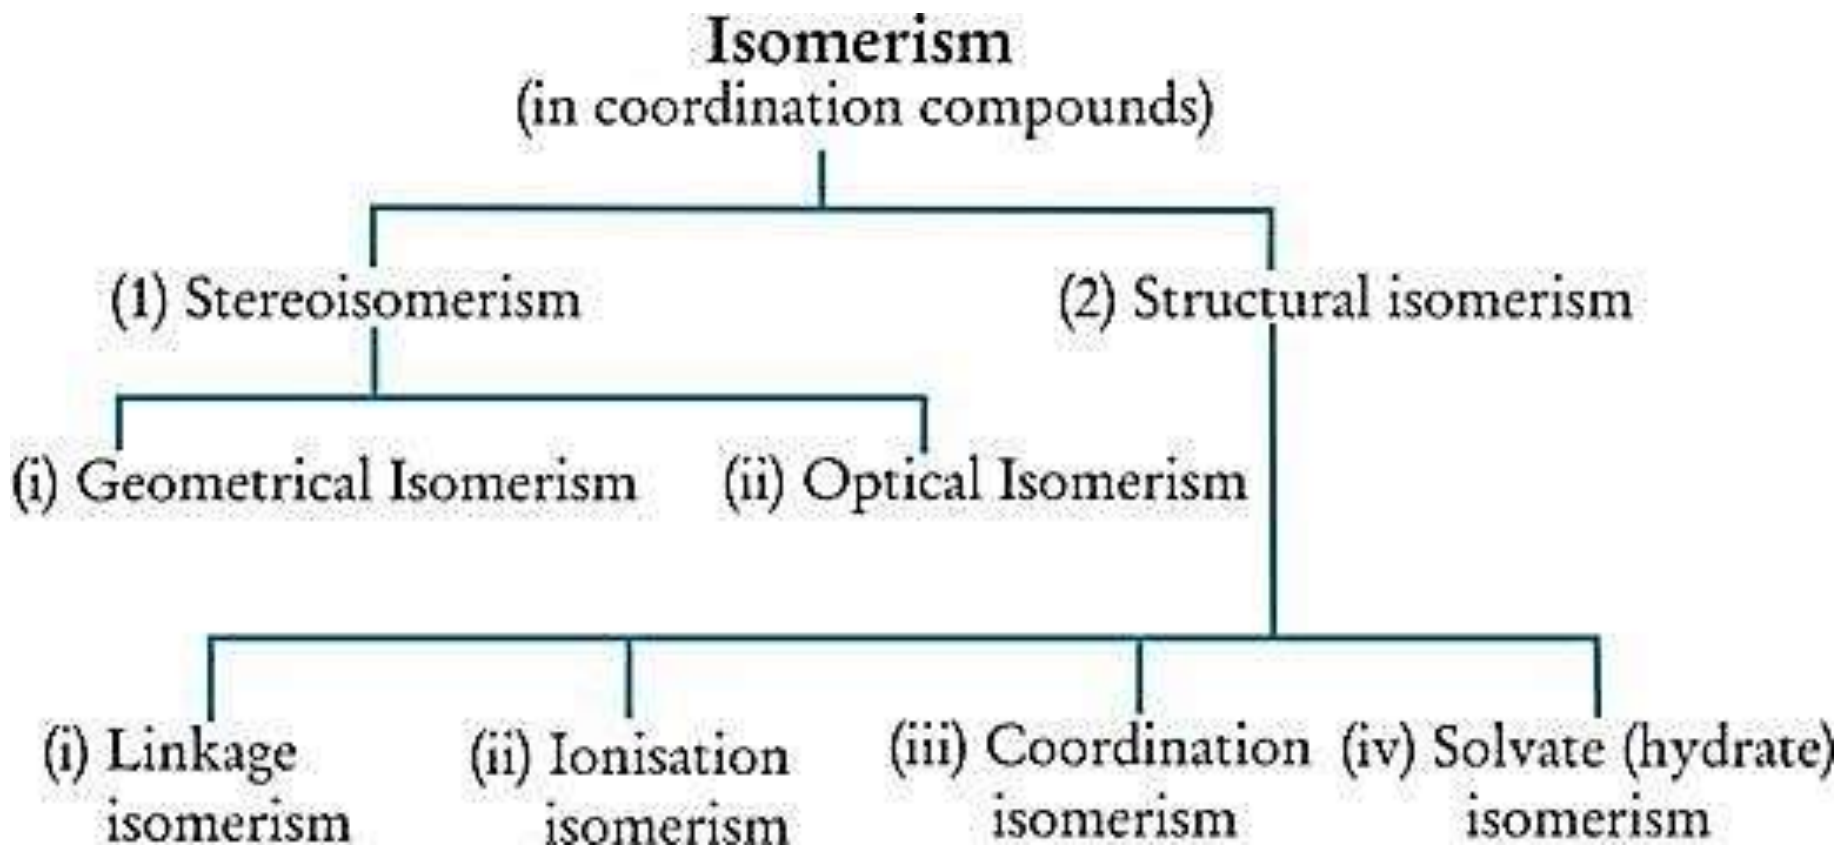 Isomerism
(in coordination compounds)
(1) Stereoisomerism
(2) Structural isomerism
(i) Geometrical Isomerism
(ii) Optical Isomerism
(i) Linkage
isomerism
(ii) Ionisation
isomerism
(iii) Coordination
isomerism
(iv) Solvate (hydrate)
isomerism